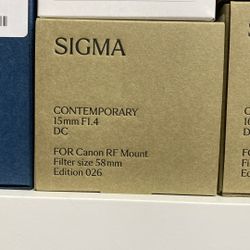 SIGMA
CONTEMPORARY
15mm F1.4
DC
FOR Canon RF Mount
Filter size 58mm
Edition 026